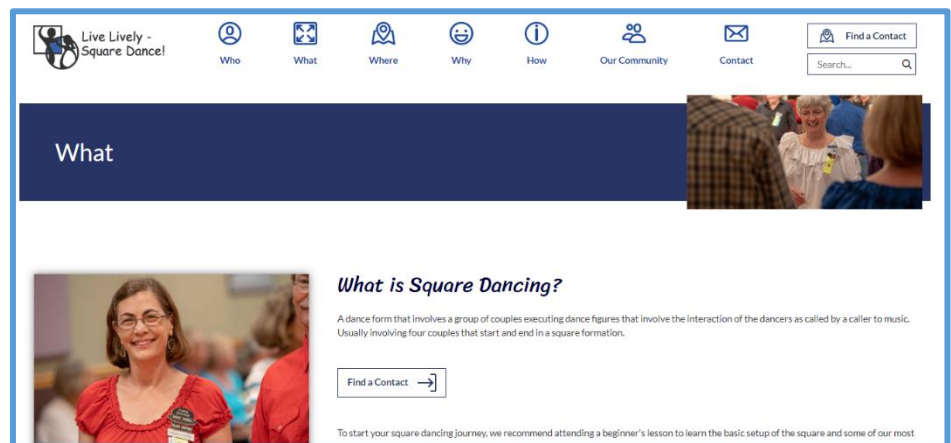 Live Lively -
Square Dance!
Who
What
Where
Why
How
Our Community
Contact
Find a Contact
Search...
What
What is Square Dancing?
A dance form that involves a group of couples executing dance figures that involve the interaction of the dancers as called by a caller to music.
Usually involving four couples that start and end in a square formation.
Find a Contact
To start your square dancing journey, we recommend attending a beginner's lesson to learn the basic setup of the square and some of our most